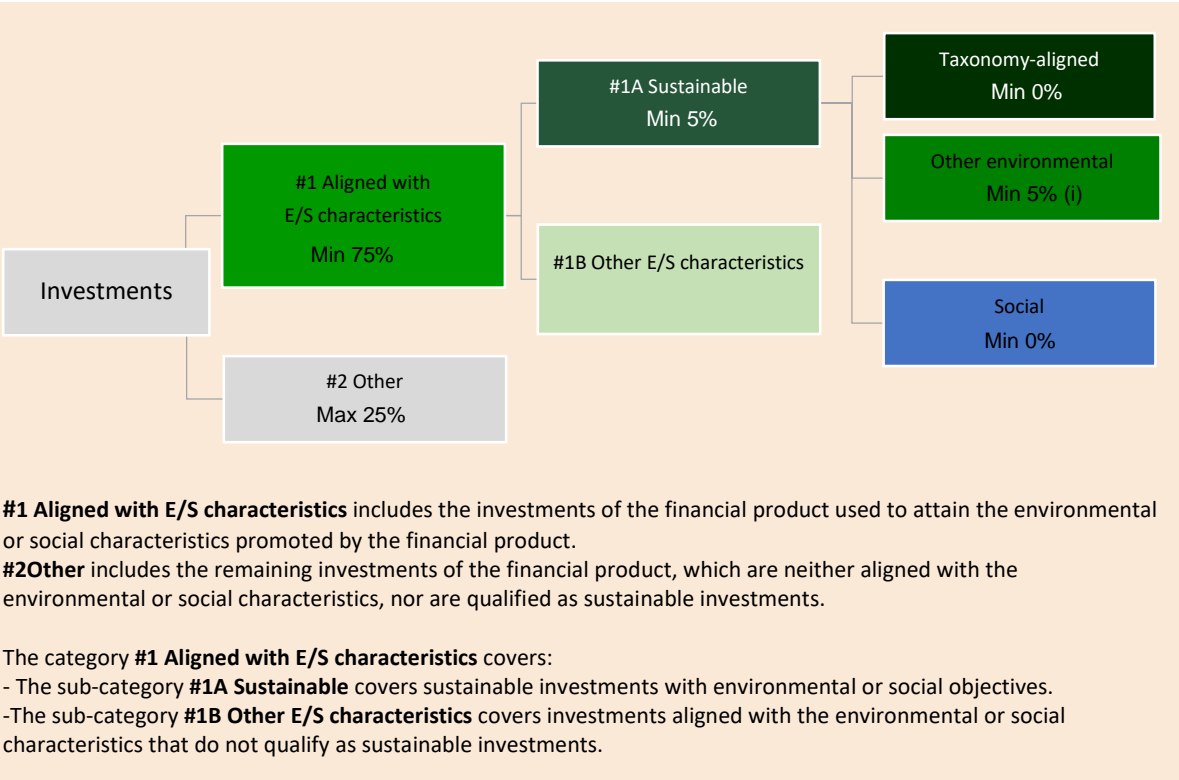 Investments
#1 Aligned with
E/S characteristics
Min 75%
#2 Other
Max 25%
#1A Sustainable
Min 5%
#1B Other E/S characteristics
Taxonomy-aligned
Min 0%
Other environmental
Min 5% (i)
Social
Min 0%
#1 Aligned with E/S characteristics includes the investments of the financial product used to attain the environmental
or social characteristics promoted by the financial product.
#2Other includes the remaining investments of the financial product, which are neither aligned with the
environmental or social characteristics, nor are qualified as sustainable investments.
The category #1 Aligned with E/S characteristics covers:
- The sub-category #1A Sustainable covers sustainable investments with environmental or social objectives.
-The sub-category #1B Other E/S characteristics covers investments aligned with the environmental or social
characteristics that do not qualify as sustainable investments.